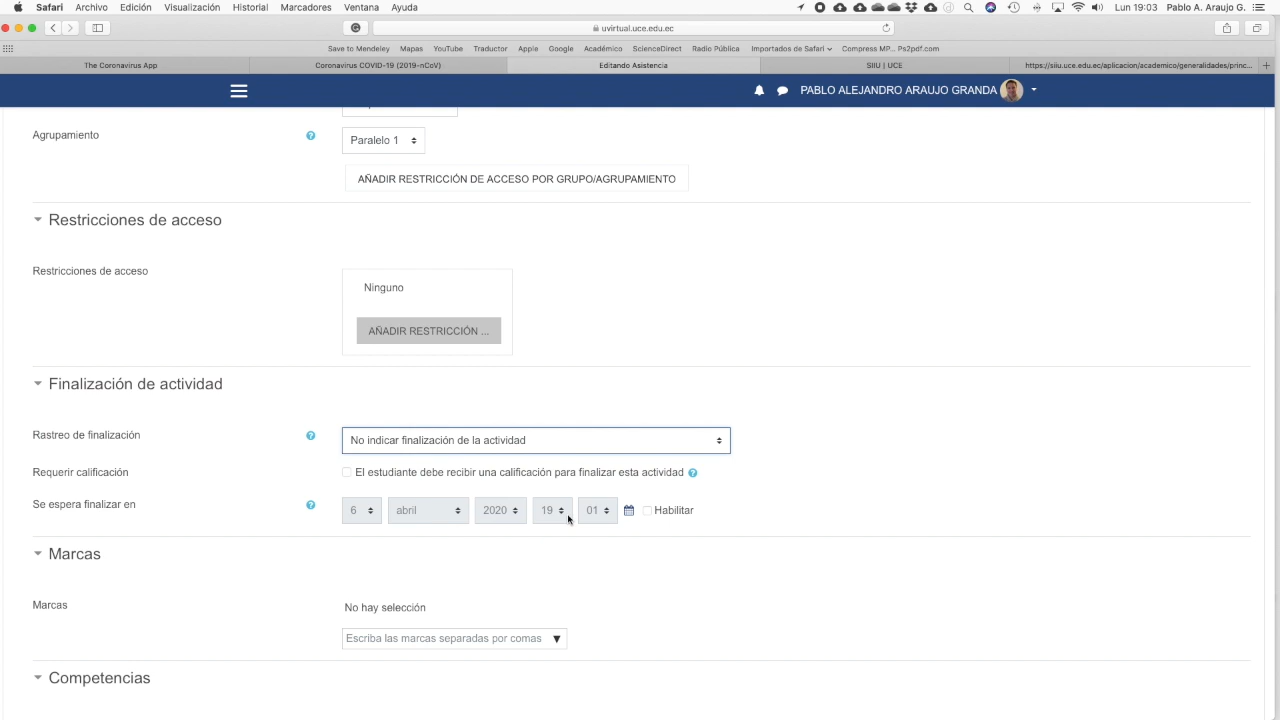 Safari Archivo Edición Visualización Historial Marcadores Ventana Ayuda Lun 19:03 Pablo A. Araujo G.
uvirtual.uce.edu.ec
Save to Mendeley Mapas YouTube Traductor Apple Google Académico ScienceDirect Radio Pública Importados de Safari Compress MP... Ps2pdf.com
The Coronavirus App Coronavirus COVID-19 (2019-nCoV) Editando Asistencia SIIU | UCE https://siiu.uce.edu.ec/aplicacion/academico/generalidades/princ...
PABLO ALEJANDRO ARAUJO GRANDA
Agrupamiento Paralelo 1
AÑADIR RESTRICCIÓN DE ACCESO POR GRUPO/AGRUPAMIENTO
Restricciones de acceso
Restricciones de acceso
Ninguno
AÑADIR RESTRICCIÓN ...
Finalización de actividad
Rastreo de finalización No indicar finalización de la actividad
Requerir calificación El estudiante debe recibir una calificación para finalizar esta actividad
Se espera finalizar en 6 abril 2020 19 01 Habilitar
Marcas
Marcas No hay selección
Escriba las marcas separadas por comas
Competencias